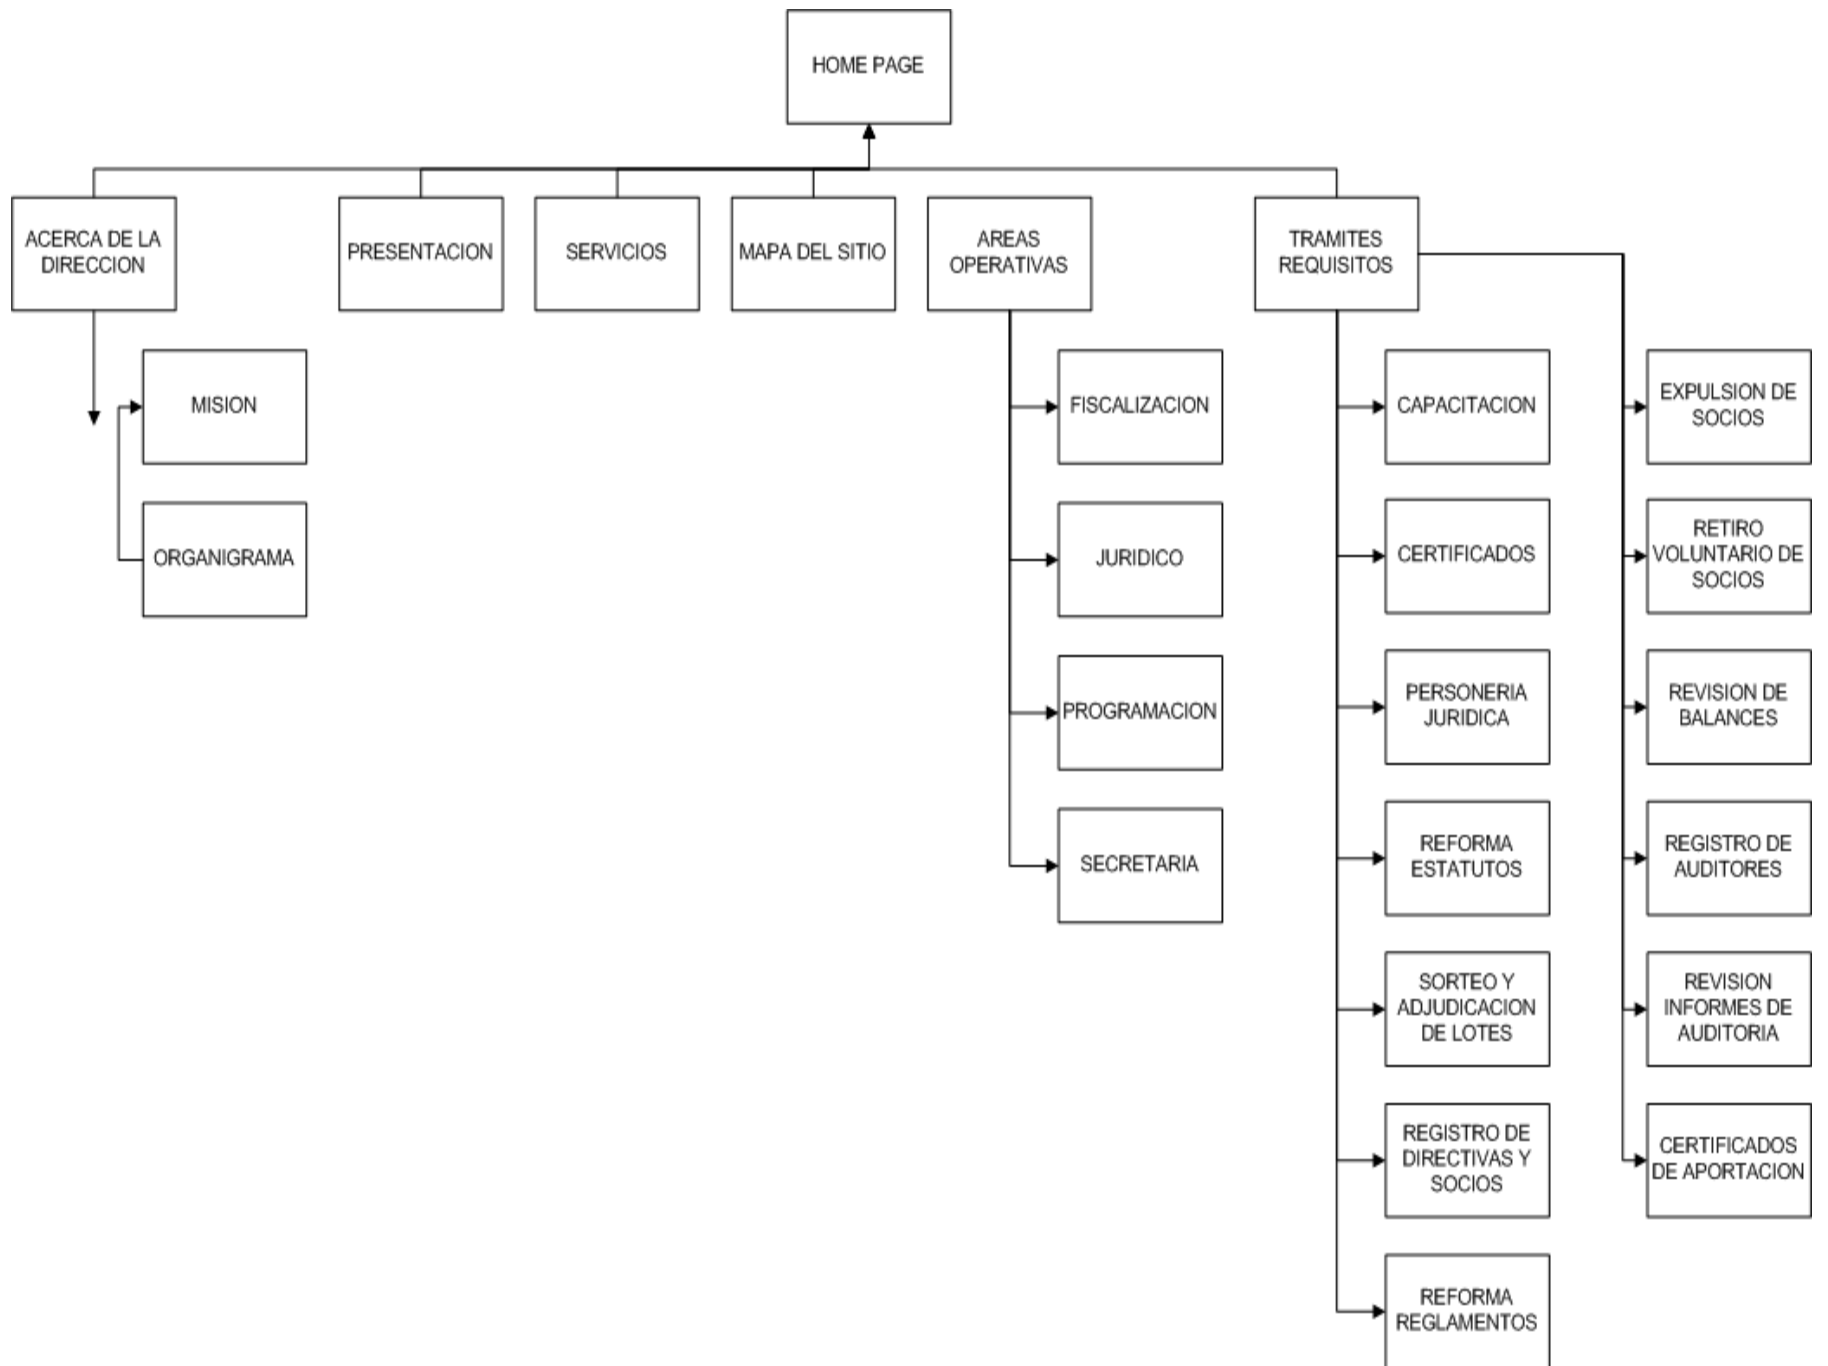 HOME PAGE
ACERCA DE LA
DIRECCION
PRESENTACION
SERVICIOS
MAPA DEL SITIO
AREAS
OPERATIVAS
TRAMITES
REQUISITOS
MISION
ORGANIGRAMA
FISCALIZACION
JURIDICO
PROGRAMACION
SECRETARIA
CAPACITACION
CERTIFICADOS
PERSONERIA
JURIDICA
REFORMA
ESTATUTOS
SORTEO Y
ADJUDICACION
DE LOTES
REGISTRO DE
DIRECTIVAS Y
SOCIOS
REFORMA
REGLAMENTOS
EXPULSION DE
SOCIOS
RETIRO
VOLUNTARIO DE
SOCIOS
REVISION DE
BALANCES
REGISTRO DE
AUDITORES
REVISION
INFORMES DE
AUDITORIA
CERTIFICADOS
DE APORTACION